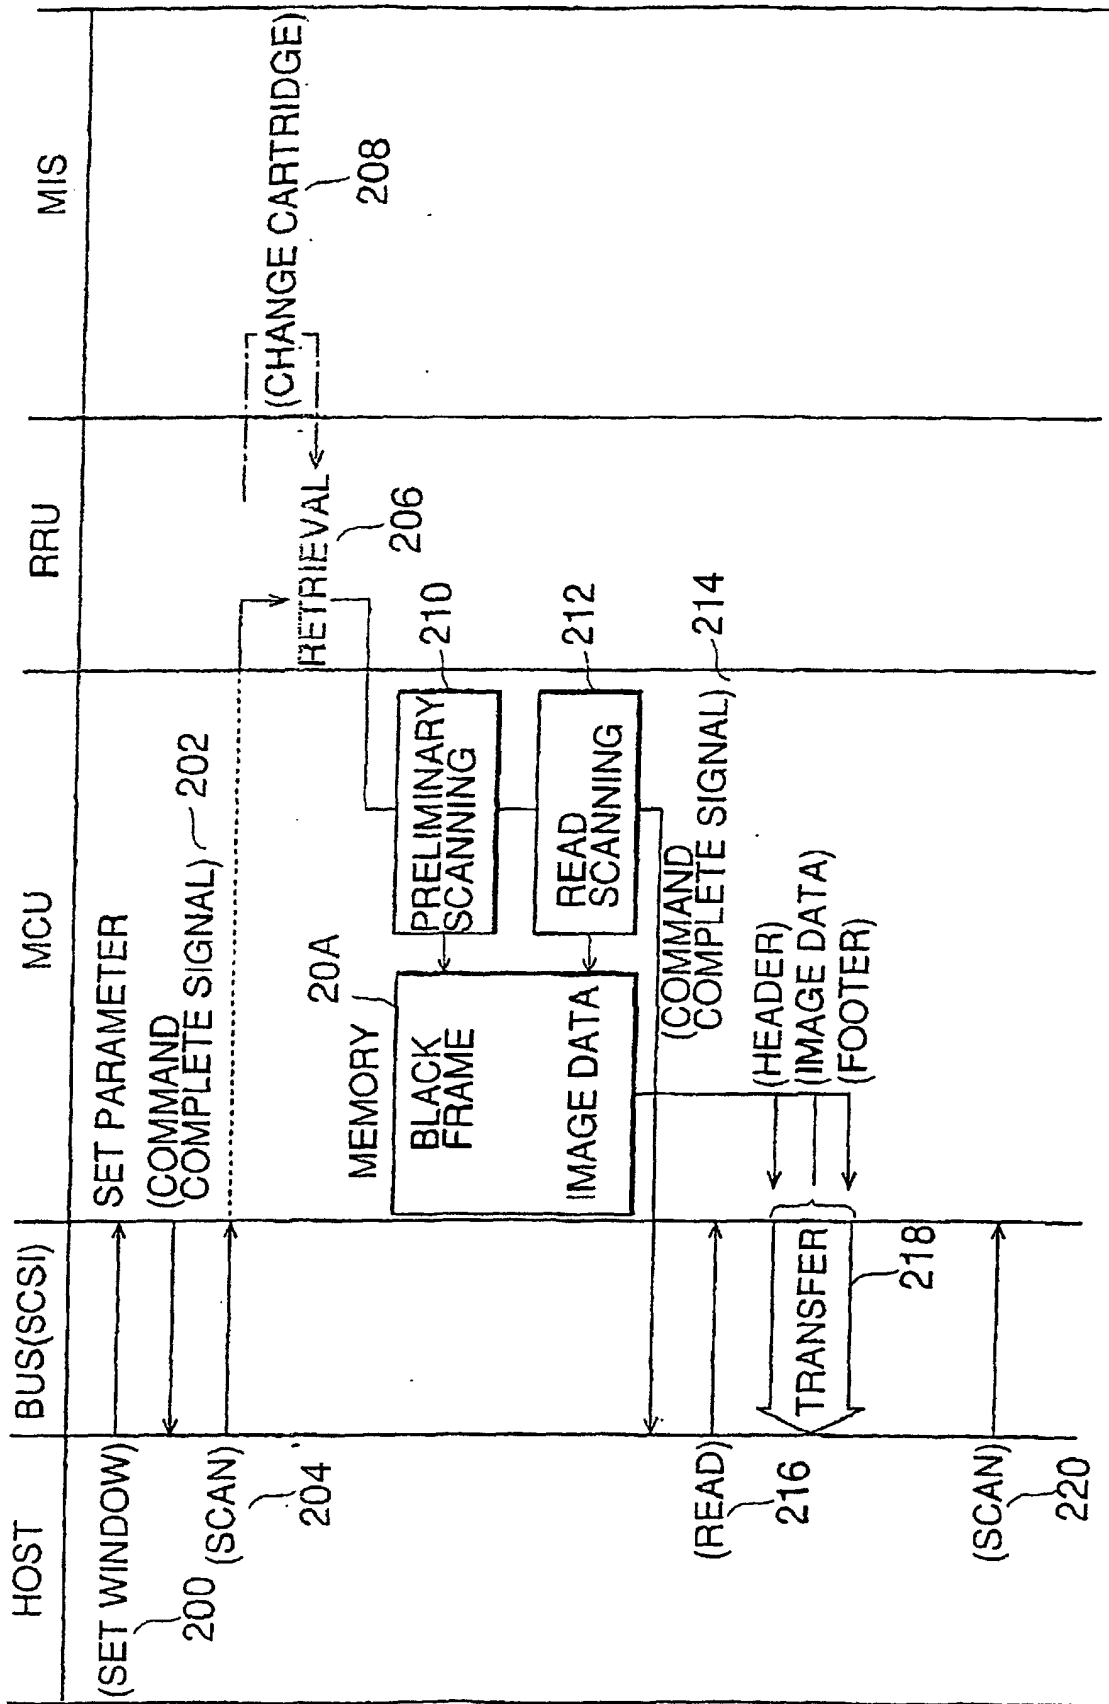 HOST
BUS(SCSI)
MCU
RRU
MIS
(SET WINDOW)
200
SET PARAMETER
(COMMAND
COMPLETE SIGNAL)
202
(SCAN)
204
(CHANGE CARTRIDGE)
208
RETRIEVAL
206
MEMORY
20A
BLACK
FRAME
IMAGE DATA
PRELIMINARY
SCANNING
210
READ
SCANNING
212
(COMMAND
COMPLETE SIGNAL)
214
(READ)
216
(HEADER)
(IMAGE DATA)
(FOOTER)
TRANSFER
218
(SCAN)
220